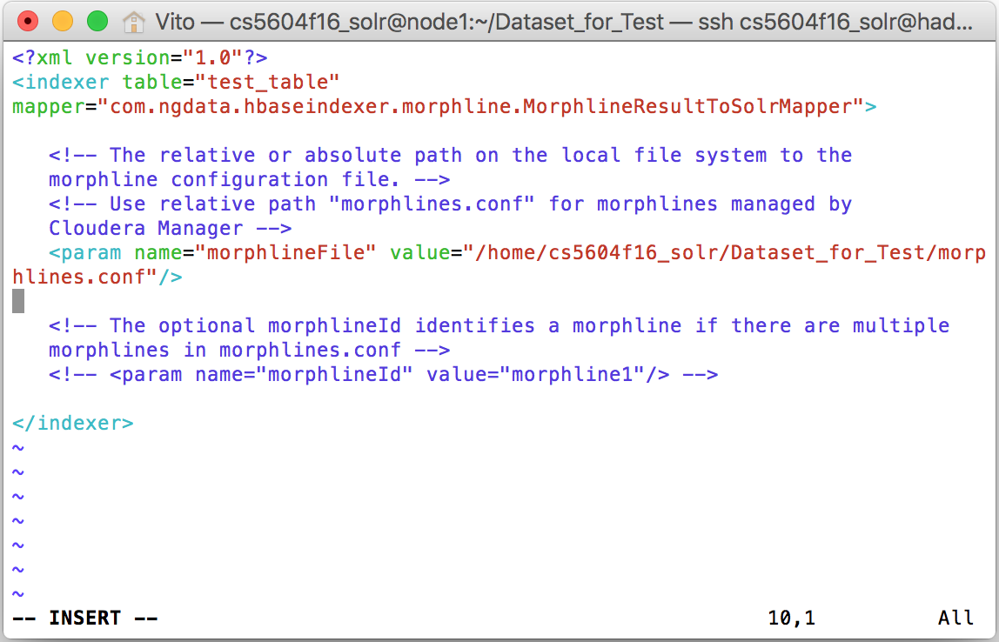 Vito — cs5604f16_solr@node1:~/Dataset_for_Test — ssh cs5604f16_solr@had...
<?xml version="1.0"?>
<indexer table="test_table"
mapper="com.ngdata.hbaseindexer.morphline.MorphlineResultToSolrMapper">
<!-- The relative or absolute path on the local file system to the
morphline configuration file. -->
<!-- Use relative path "morphlines.conf" for morphlines managed by
Cloudera Manager -->
<param name="morphlineFile" value="/home/cs5604f16_solr/Dataset_for_Test/morp
hlines.conf"/>
<!-- The optional morphlineId identifies a morphline if there are multiple
morphlines in morphlines.conf -->
<!-- <param name="morphlineId" value="morphline1"/> -->
</indexer>
~
~
~
~
~
~
~
-- INSERT -- 10,1 All